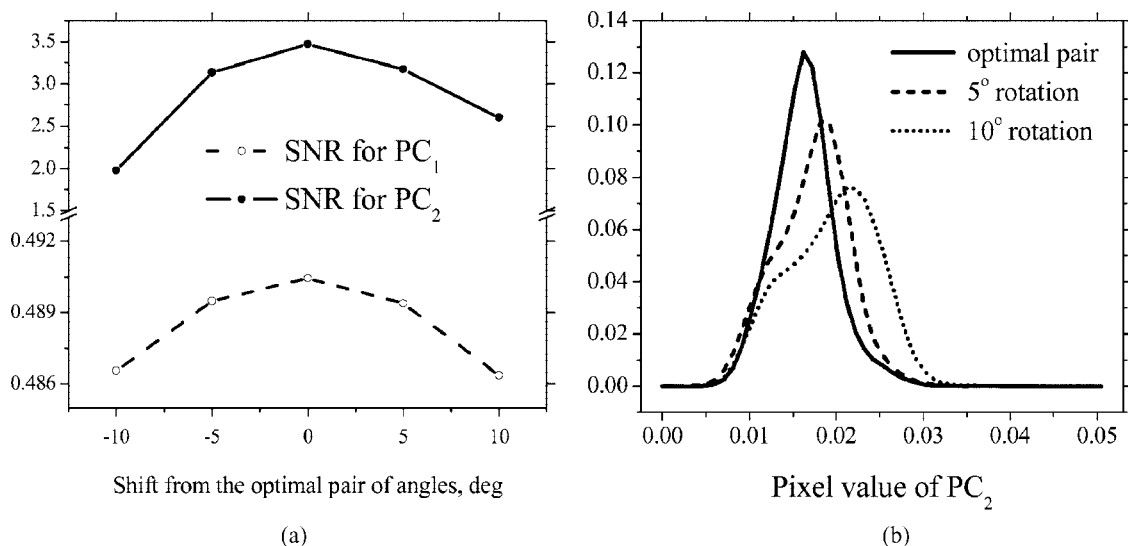 3.5
3.0
2.5
2.0
1.5
0.492
0.489
0.486
SNR for PC1
SNR for PC2
-10 -5 0 5 10
Shift from the optimal pair of angles, deg
(a)
0.14
0.12
0.10
0.08
0.06
0.04
0.02
0.00
optimal pair
5° rotation
10° rotation
0.00 0.01 0.02 0.03 0.04 0.05
Pixel value of PC2
(b)